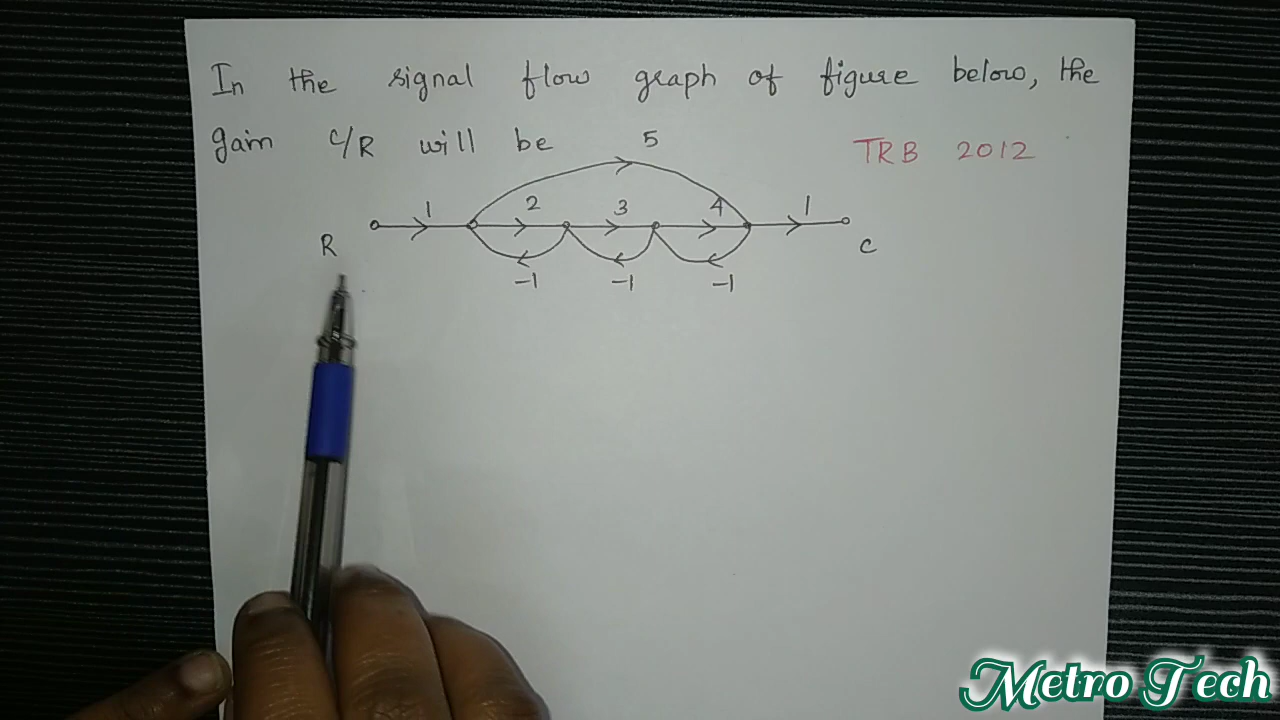 In the signal flow graph of figure below, the
gain C/R will be
TRB 2012
5
1 2 3 4 1
R C
-1 -1 -1
Metro Tech